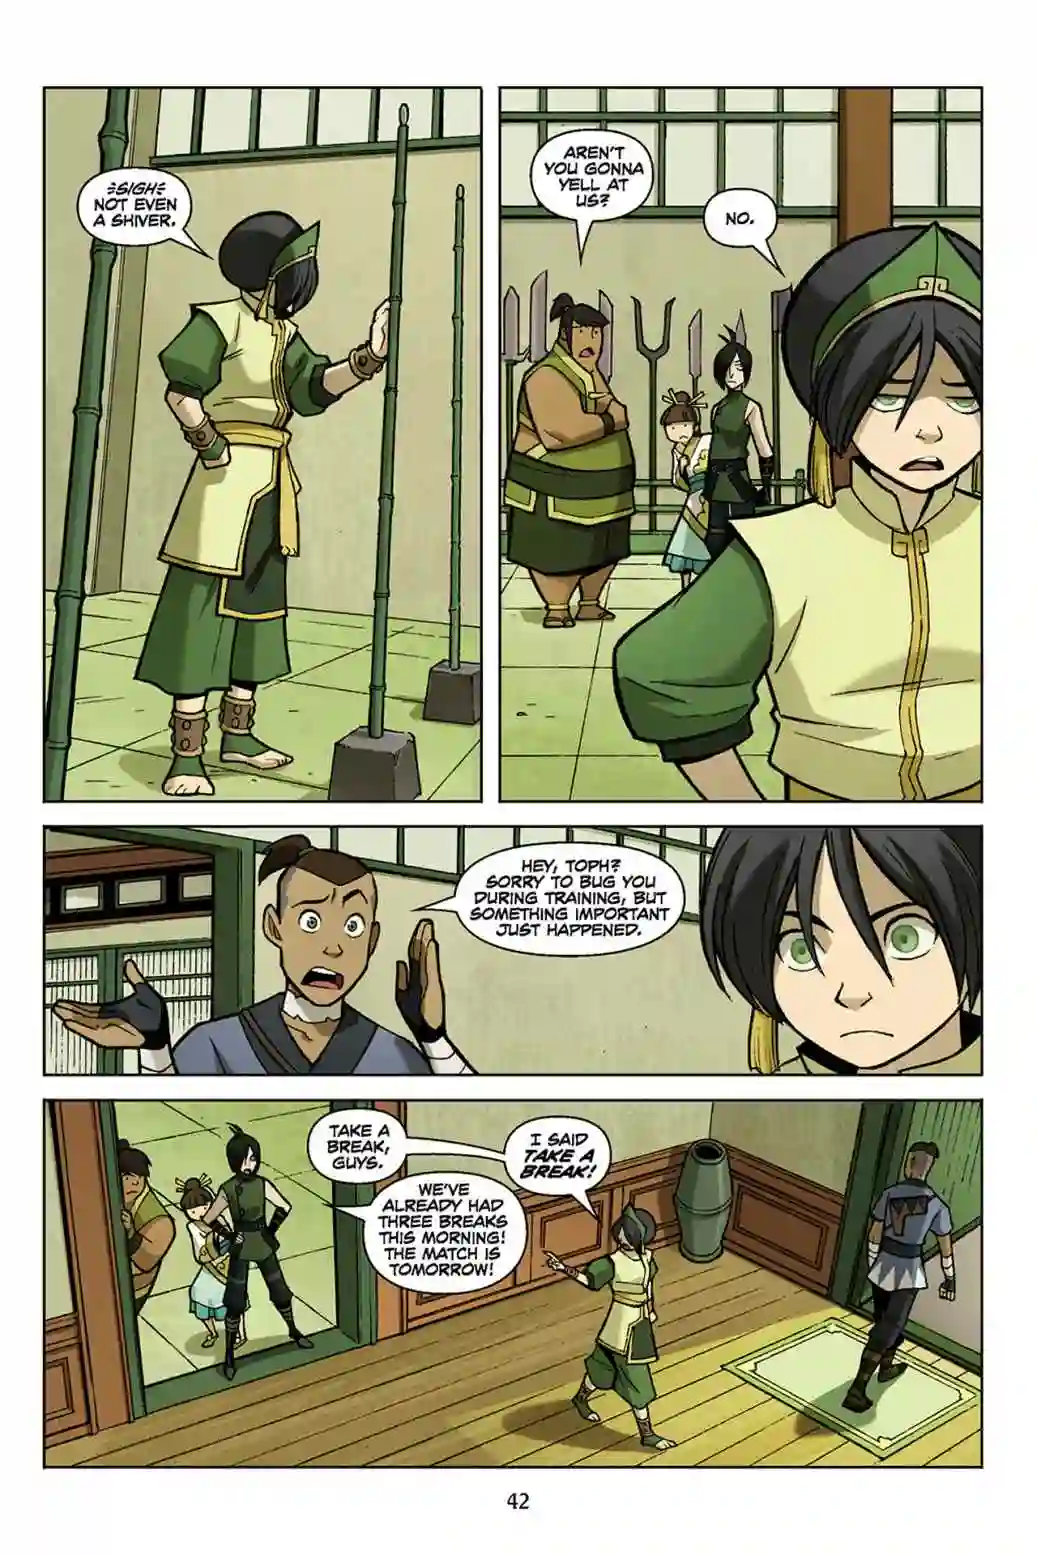 SIGH
NOT EVEN
A SHIVER.
AREN'T
YOU GONNA
YELL AT
US?
NO.
HEY, TOPH?
SORRY TO BUG YOU
DURING TRAINING, BUT
SOMETHING IMPORTANT
JUST HAPPENED.
TAKE A
BREAK,
GUYS.
WE'VE
ALREADY HAD
THREE BREAKS
THIS MORNING!
THE MATCH IS
TOMORROW!
I SAID
TAKE A
BREAK!
42